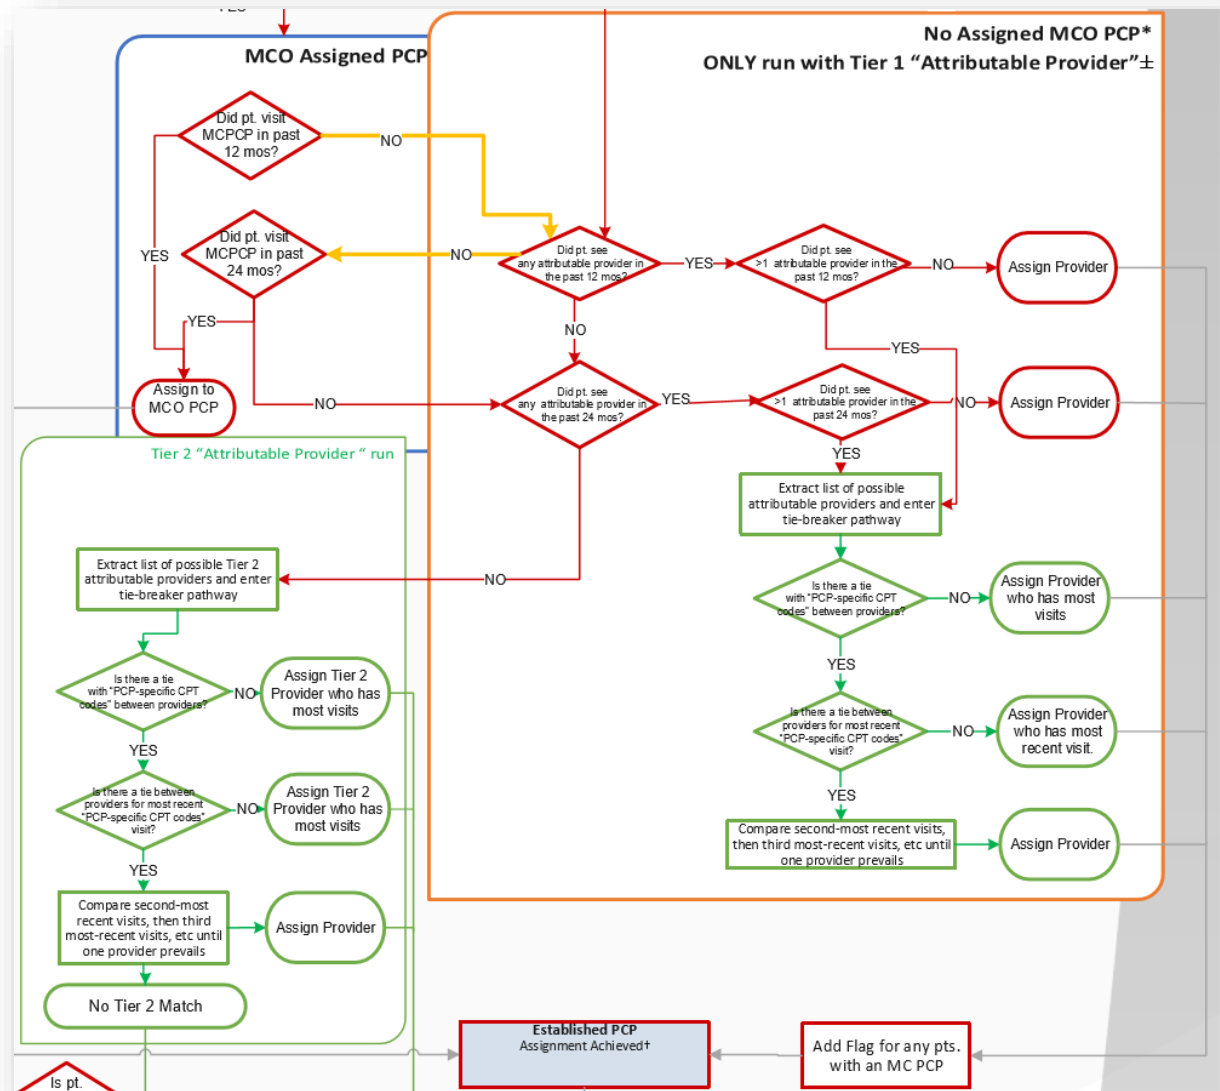 YES
MCO Assigned PCP
No Assigned MCO PCP*
ONLY run with Tier 1 “Attributable Provider”±
Did pt. visit
MCPCP in past
12 mos?
NO
Did pt. visit
MCPCP in past
24 mos?
YES
NO
Did pt. see
any attributable provider in
the past 12 mos?
YES
Did pt. see
>1 attributable provider in the
past 12 mos?
NO
Assign Provider
YES
NO
YES
Assign to
MCO PCP
NO
Did pt. see
any attributable provider in
the past 24 mos?
YES
Did pt. see
>1 attributable provider in the
past 24 mos?
NO
Assign Provider
YES
Extract list of possible
attributable providers and enter
tie-breaker pathway
NO
Is there a tie
with “PCP-specific CPT
codes” between providers?
NO
Assign Provider
who has most
visits
YES
Is there a tie between
providers for most recent
“PCP-specific CPT codes”
visit?
NO
Assign Provider
who has most
recent visit.
YES
Compare second-most recent visits,
then third most-recent visits, etc until
one provider prevails
Assign Provider
Tier 2 “Attributable Provider “ run
Extract list of possible Tier 2
attributable providers and enter
tie-breaker pathway
Is there a tie
with “PCP-specific CPT
codes” between providers?
NO
Assign Tier 2
Provider who has
most visits
YES
Is there a tie between
providers for most recent
“PCP-specific CPT codes”
visit?
NO
Assign Tier 2
Provider who has
most visits
YES
Compare second-most
recent visits, then third
most-recent visits, etc until
one provider prevails
Assign Provider
No Tier 2 Match
Established PCP
Assignment Achieved†
Add Flag for any pts.
with an MC PCP
Is pt.